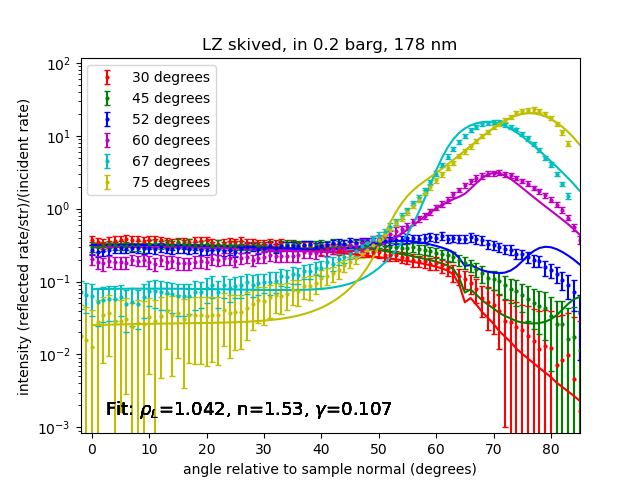 LZ skived, in 0.2 barg, 178 nm
intensity (reflected rate/str)/(incident rate)
10²
10¹
10⁰
10⁻¹
10⁻²
10⁻³
30 degrees
45 degrees
52 degrees
60 degrees
67 degrees
75 degrees
Fit: ρ_L=1.042, n=1.53, γ=0.107
0 10 20 30 40 50 60 70 80
angle relative to sample normal (degrees)